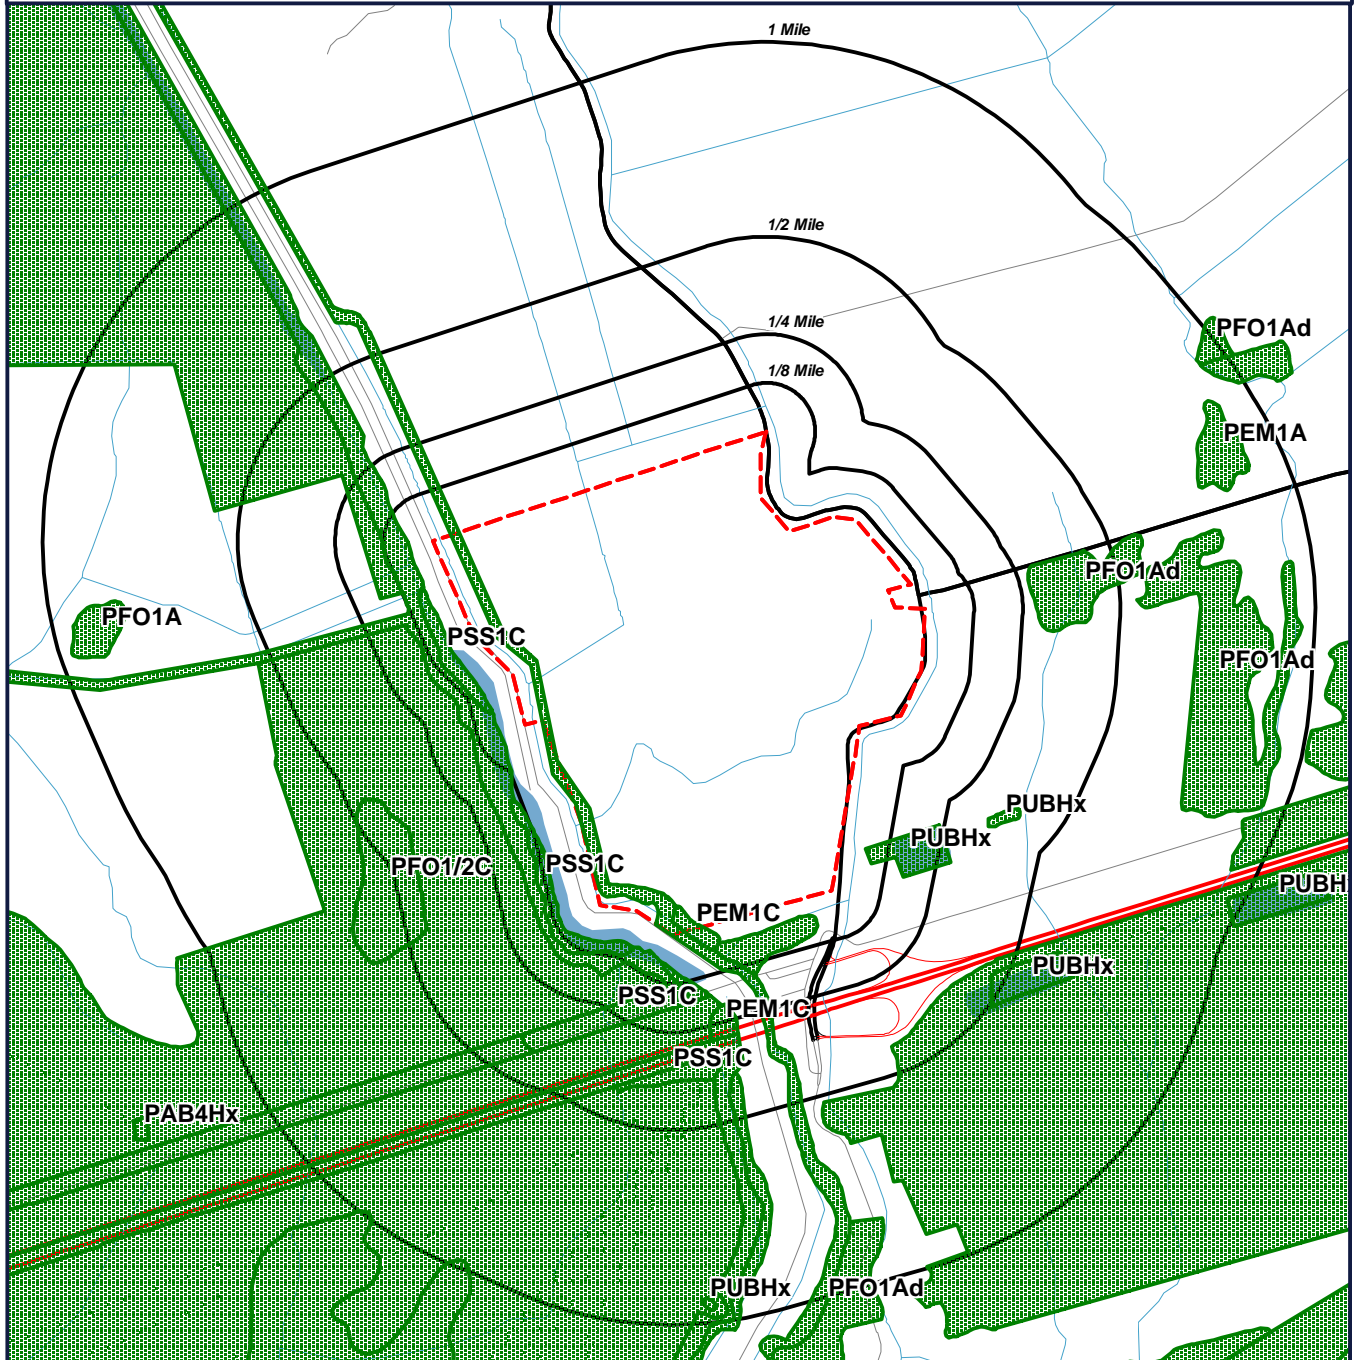 1 Mile
1/2 Mile
1/4 Mile
PFO1Ad
1/8 Mile
PEM1A
PFO1Ad
PFO1A
PSS1C
PFO1Ad
PUBHx
PUBHx
PSS1C
PFO1/2C
PUBH
PEM1C
PUBHx
PSS1C
PEM1C
PSS1C
PAB4Hx
PUBHx
PFO1Ad